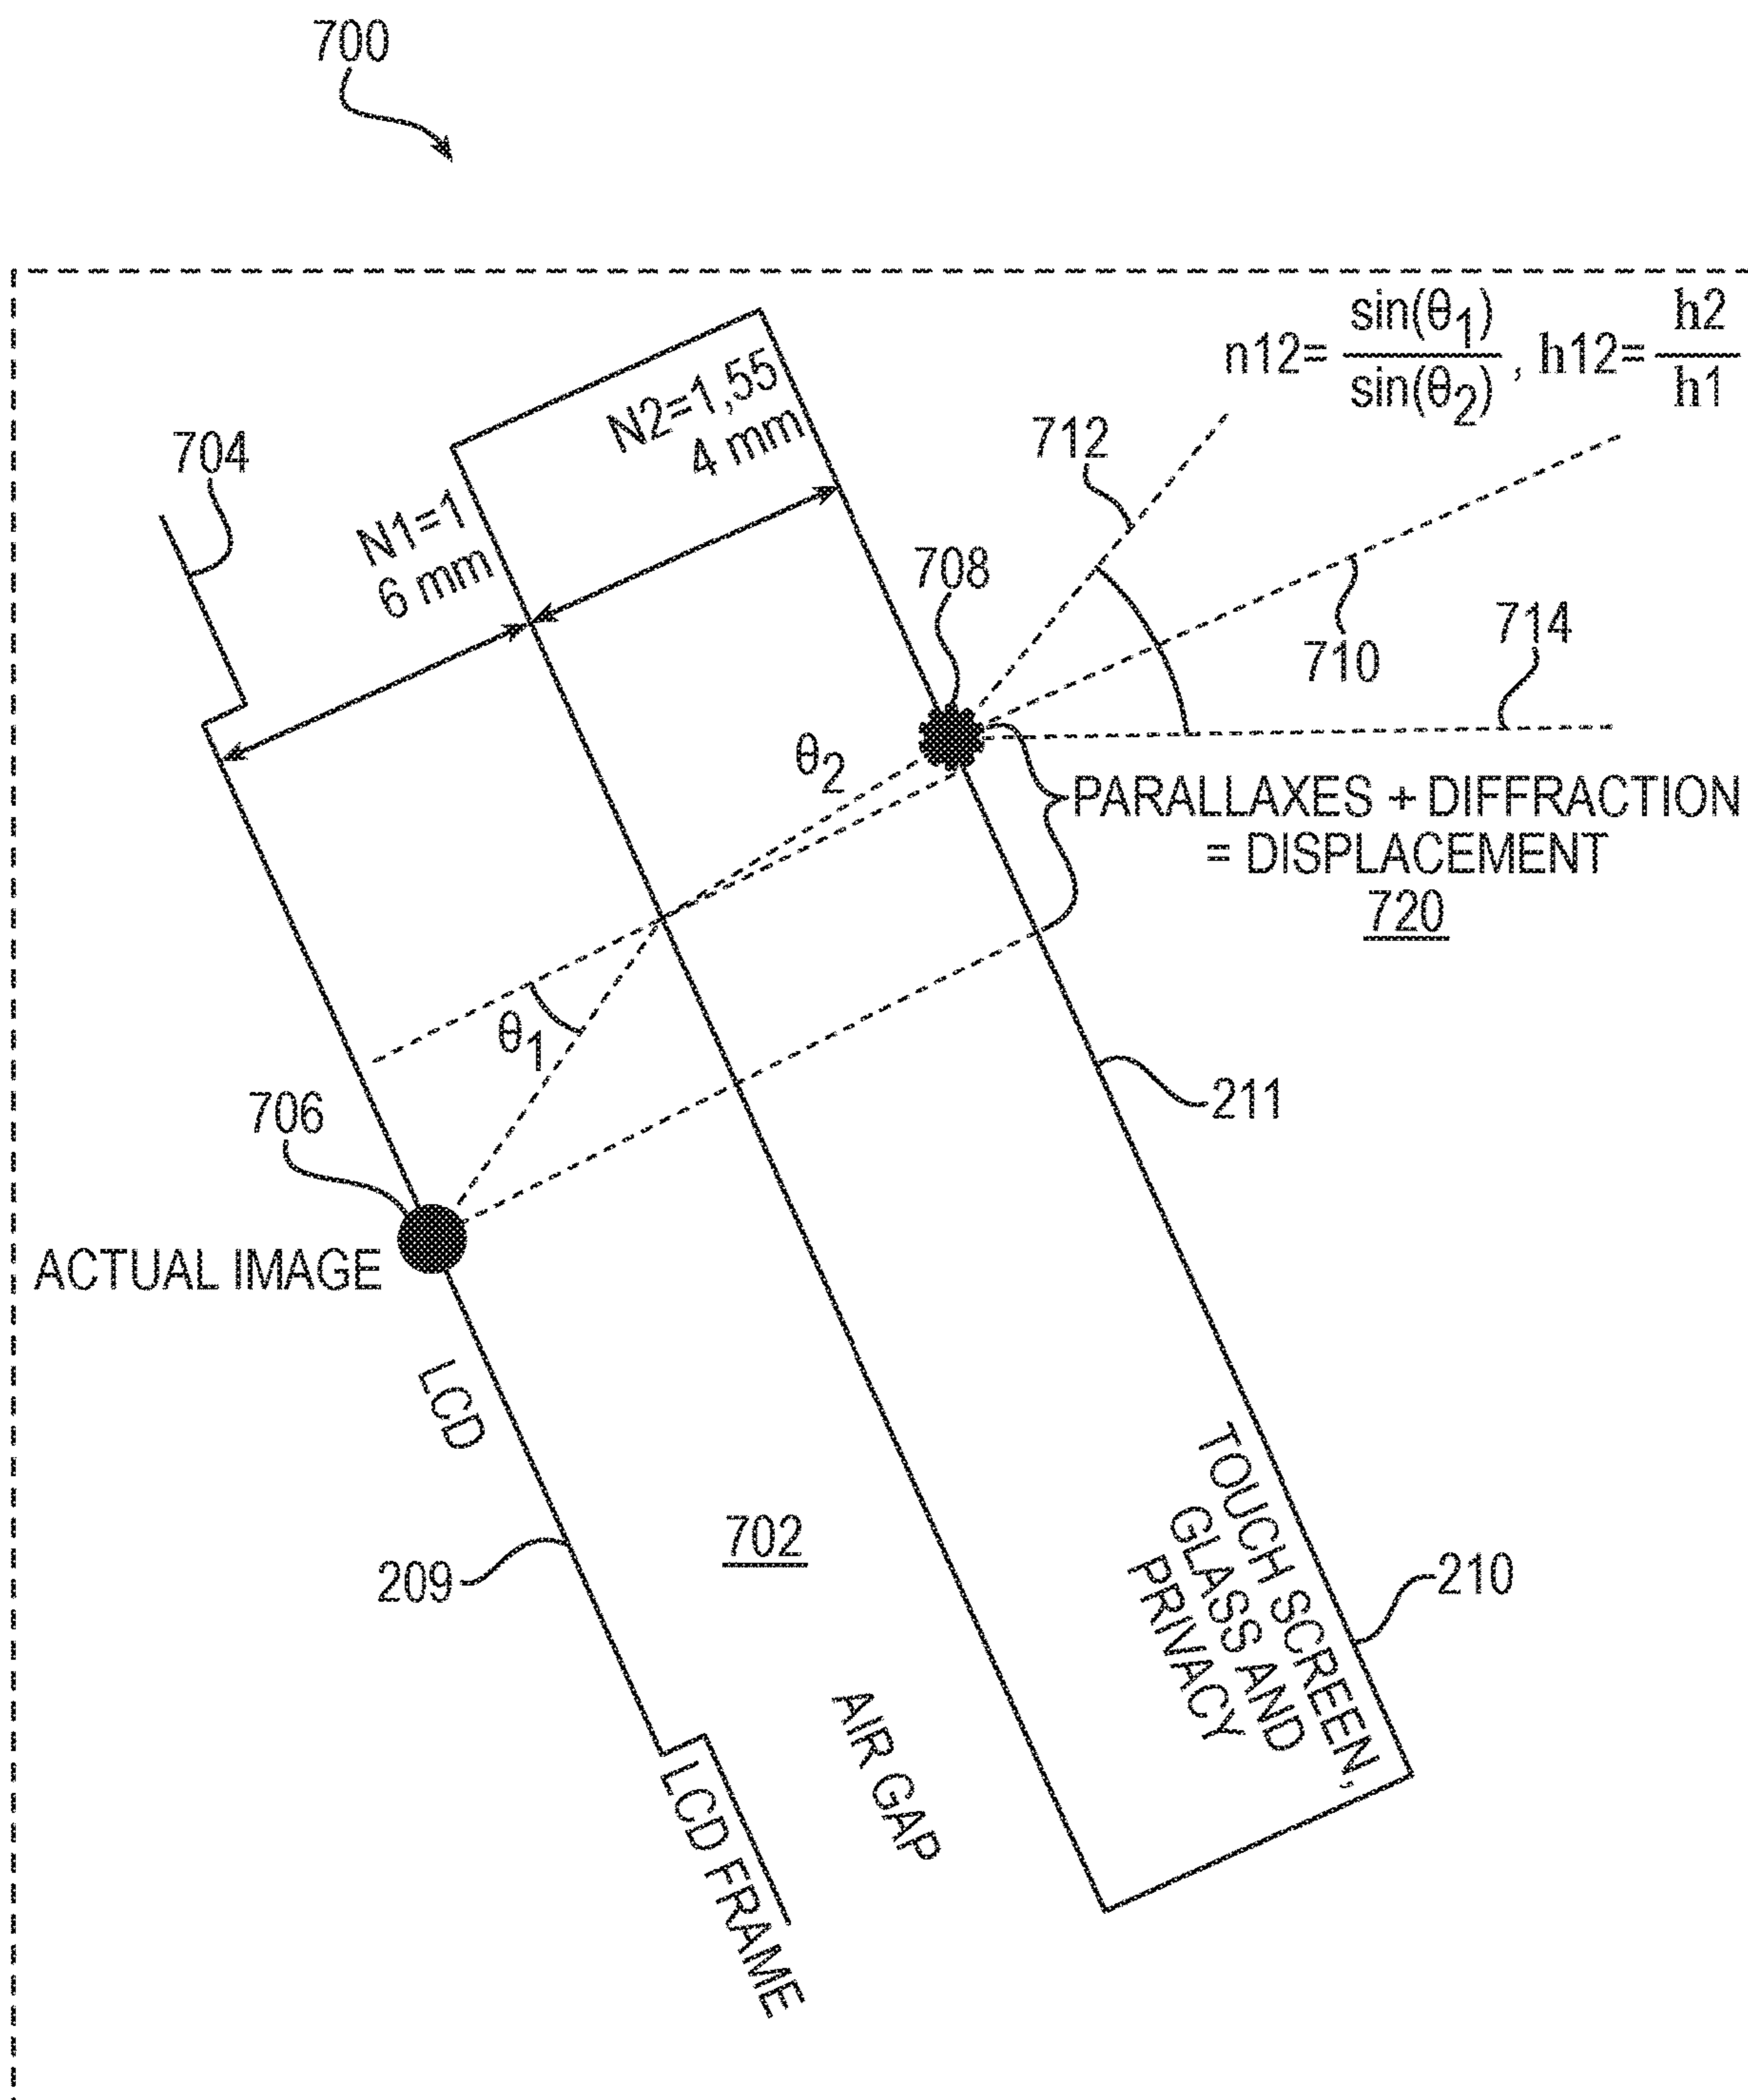 700
n12= sin(θ1)/sin(θ2), h12= h2/h1
N2=1,55
4 mm
704
N1=1
6 mm
712
708
710
714
θ2
PARALLAXES + DIFFRACTION
= DISPLACEMENT
720
θ1
706
211
ACTUAL IMAGE
LCD
702
209
210
TOUCH SCREEN,
GLASS AND
PRIVACY
AIR GAP
LCD FRAME